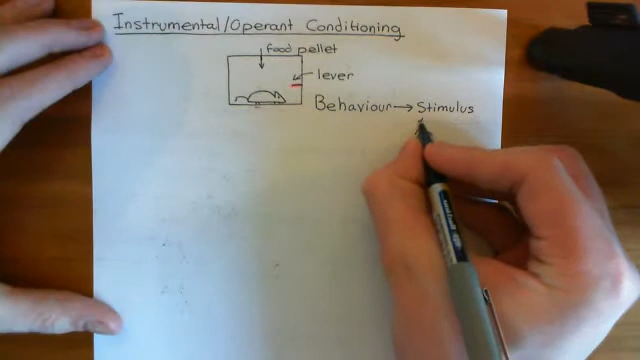 Instrumental/Operant Conditioning
food pellet
lever
Behaviour → Stimulus